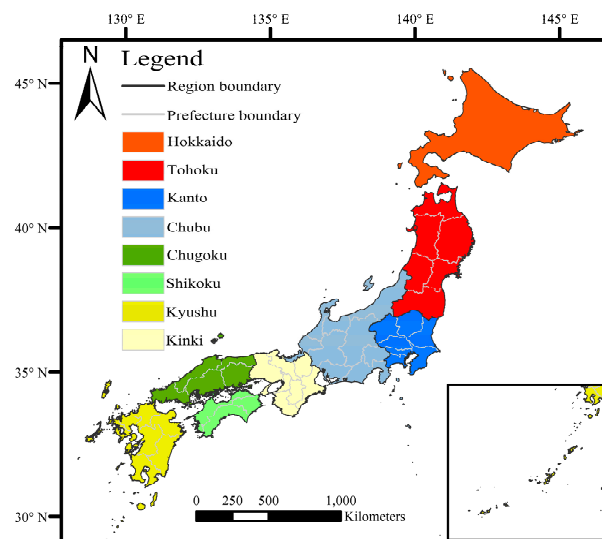 130° E 135° E 140° E 145° E
N
Legend
Region boundary
Prefecture boundary
Hokkaido
Tohoku
Kanto
Chubu
Chugoku
Shikoku
Kyushu
Kinki
45° N
40° N
35° N
30° N
0 250 500 1,000
Kilometers